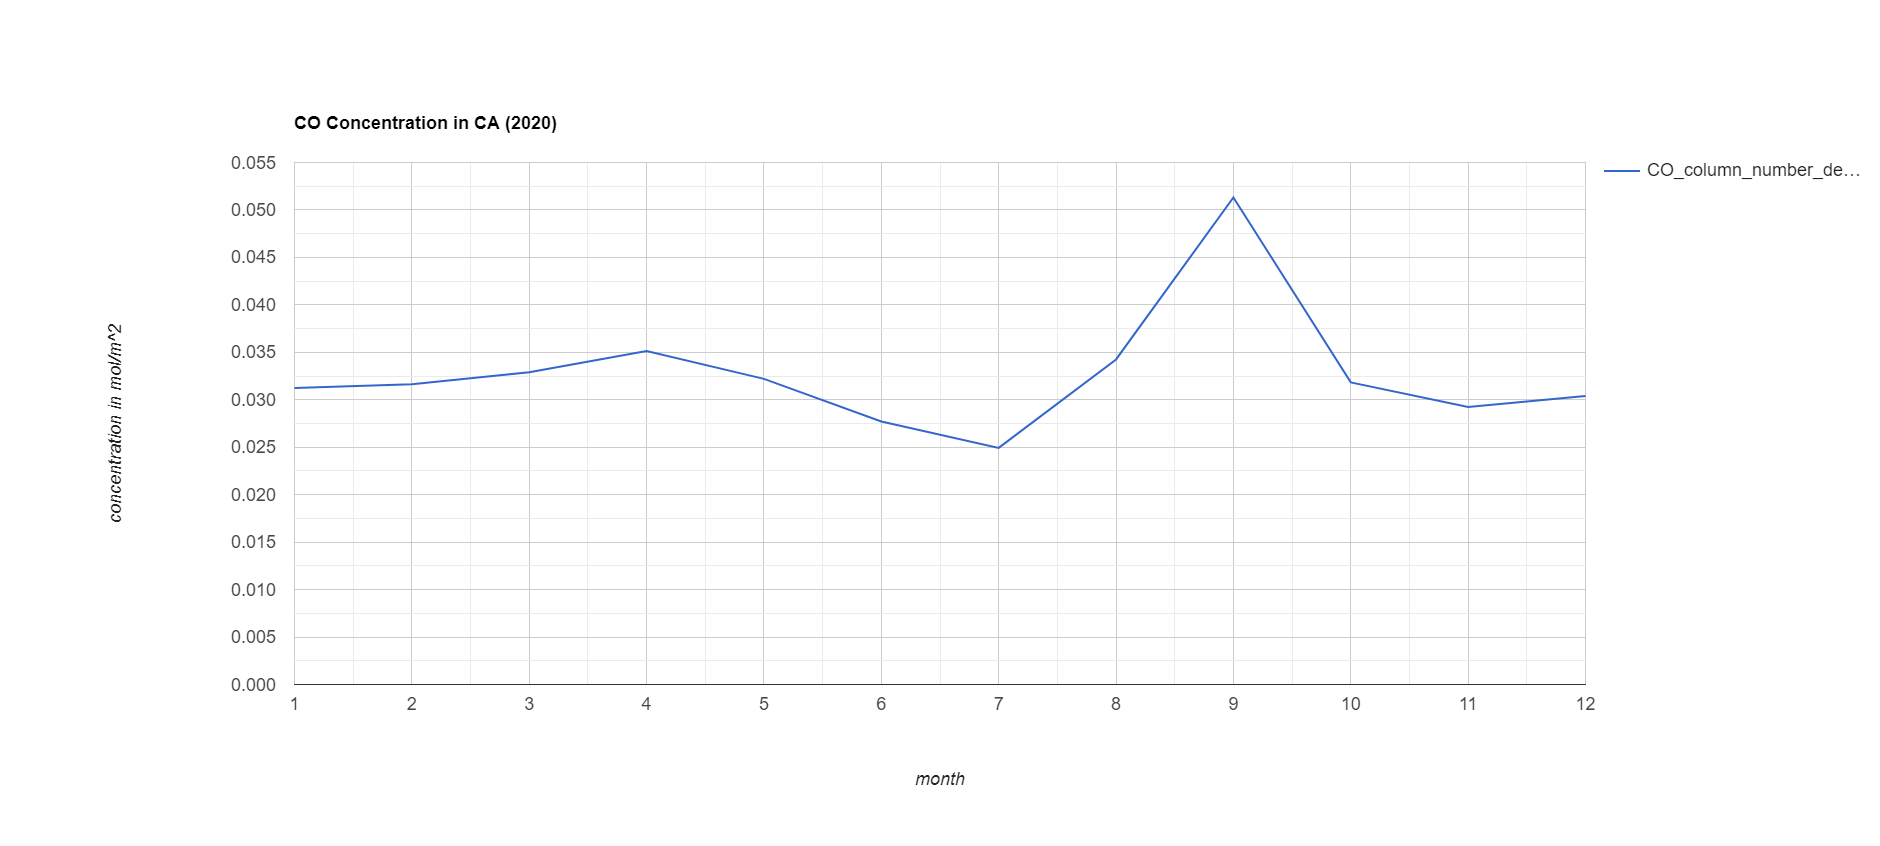 CO Concentration in CA (2020)
CO_column_number_de…
concentration in mol/m^2
0.055
0.050
0.045
0.040
0.035
0.030
0.025
0.020
0.015
0.010
0.005
0.000
1 2 3 4 5 6 7 8 9 10 11 12
month